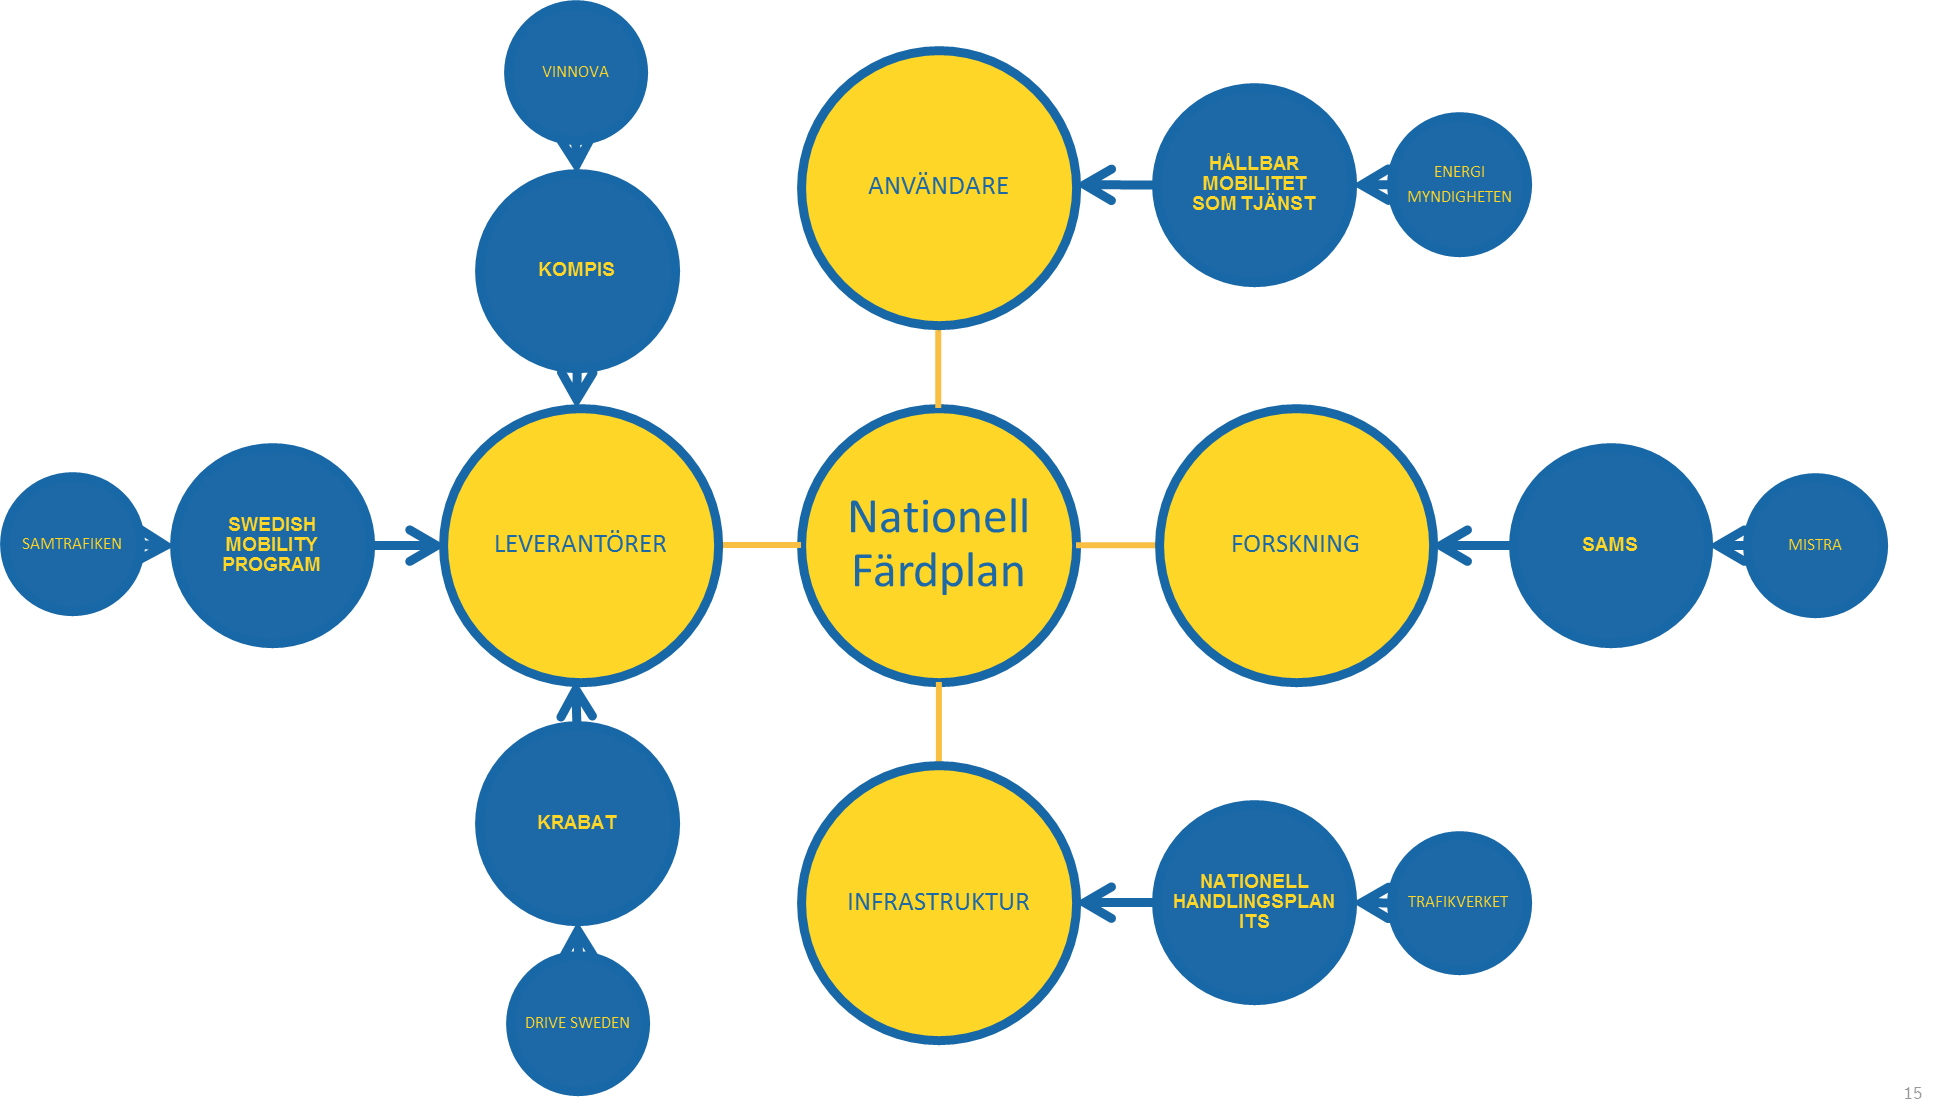 VINNOVA
ANVÄNDARE
HÅLLBAR
MOBILITET
SOM TJÄNST
ENERGI
MYNDIGHETEN
KOMPIS
SAMTRAFIKEN
SWEDISH
MOBILITY
PROGRAM
LEVERANTÖRER
Nationell
Färdplan
FORSKNING
SAMS
MISTRA
KRABAT
INFRASTRUKTUR
NATIONELL
HANDLINGSPLAN
ITS
TRAFIKVERKET
DRIVE SWEDEN
15